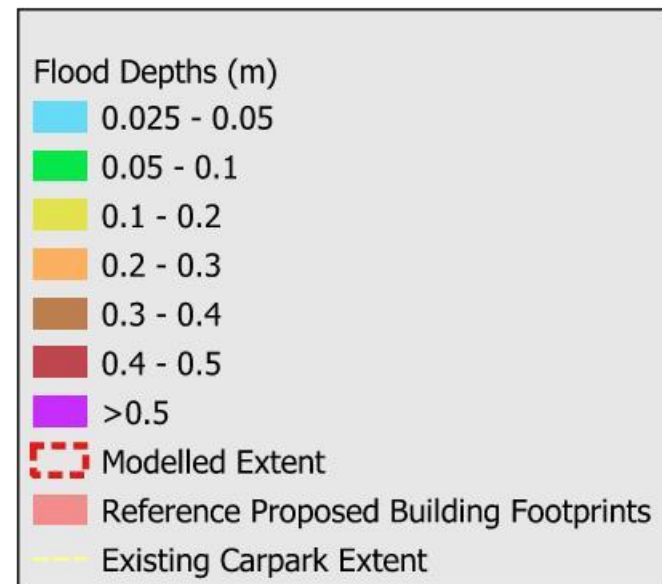 Flood Depths (m)
0.025 - 0.05
0.05 - 0.1
0.1 - 0.2
0.2 - 0.3
0.3 - 0.4
0.4 - 0.5
>0.5
Modelled Extent
Reference Proposed Building Footprints
Existing Carpark Extent